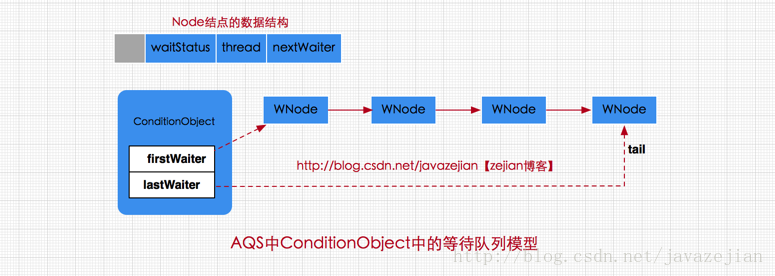 Node结点的数据结构
waitStatus thread nextWaiter
ConditionObject
WNode WNode WNode WNode
firstWaiter
tail
http://blog.csdn.net/javazejian【zejian博客】
lastWaiter
AQS中ConditionObject中的等待队列模型
http://blog.csdn.net/javazejian